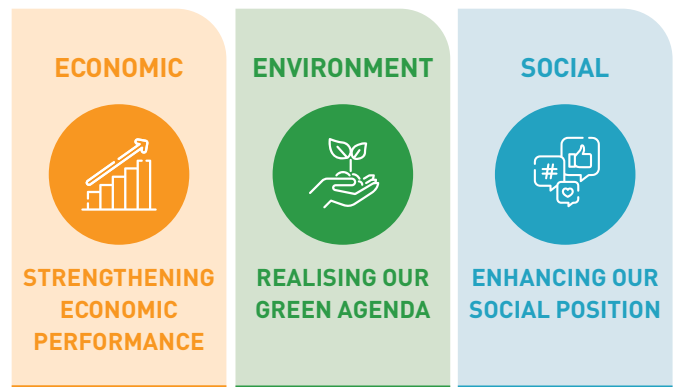 ECONOMIC
STRENGTHENING
ECONOMIC
PERFORMANCE
ENVIRONMENT
REALISING OUR
GREEN AGENDA
SOCIAL
#
ENHANCING OUR
SOCIAL POSITION